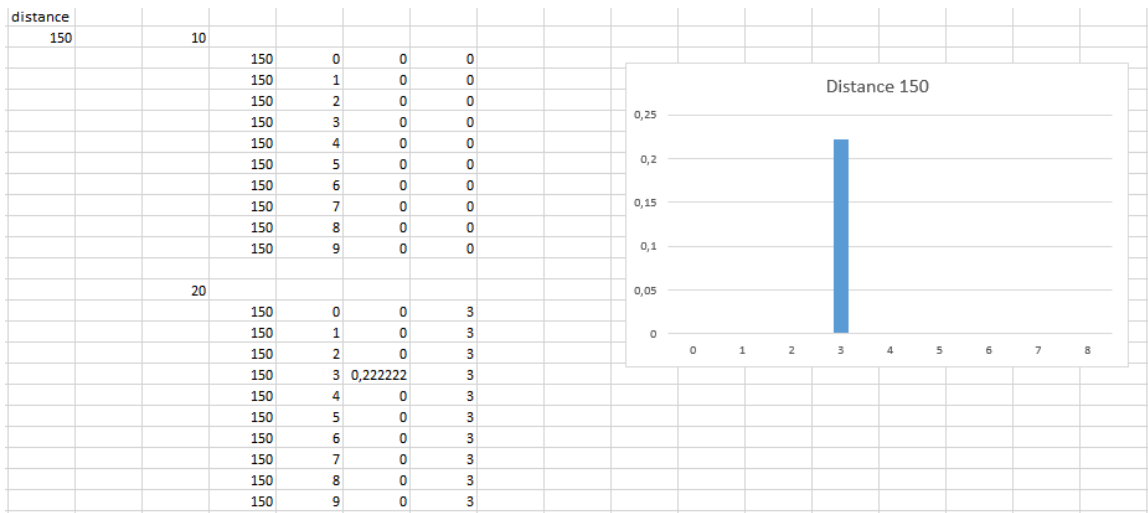 distance
150 10
150 0 0 0
150 1 0 0
150 2 0 0
150 3 0 0
150 4 0 0
150 5 0 0
150 6 0 0
150 7 0 0
150 8 0 0
150 9 0 0
20
150 0 0 3
150 1 0 3
150 2 0 3
150 3 0,222222 3
150 4 0 3
150 5 0 3
150 6 0 3
150 7 0 3
150 8 0 3
150 9 0 3
Distance 150
0,25
0,2
0,15
0,1
0,05
0
0 1 2 3 4 5 6 7 8